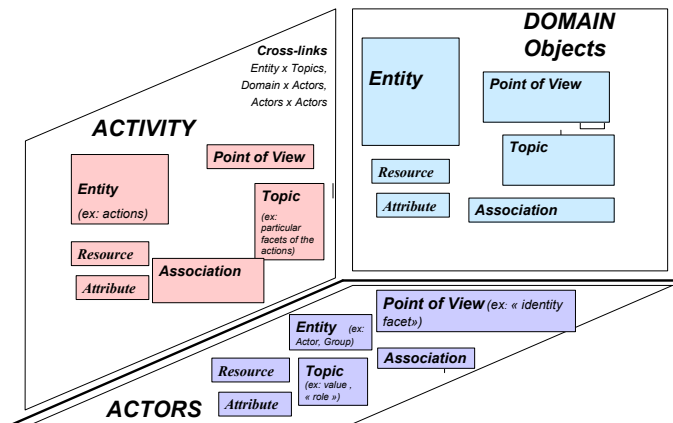 Cross-links
Entity x Topics,
Domain x Actors,
Actors x Actors
ACTIVITY
Point of View
Entity
(ex: actions)
Topic
(ex:
particular
facets of the
actions)
Resource
Association
Attribute
DOMAIN
Objects
Entity
Point of View
Topic
Resource
Attribute
Association
Point of View (ex: « identity
facet»)
Entity (ex:
Actor, Group)
Association
Resource
Topic
(ex: value ,
« role »)
Attribute
ACTORS